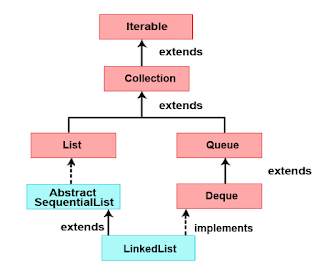 Iterable
extends
Collection
extends
List
Queue
extends
Abstract
SequentialList
Deque
extends
implements
LinkedList